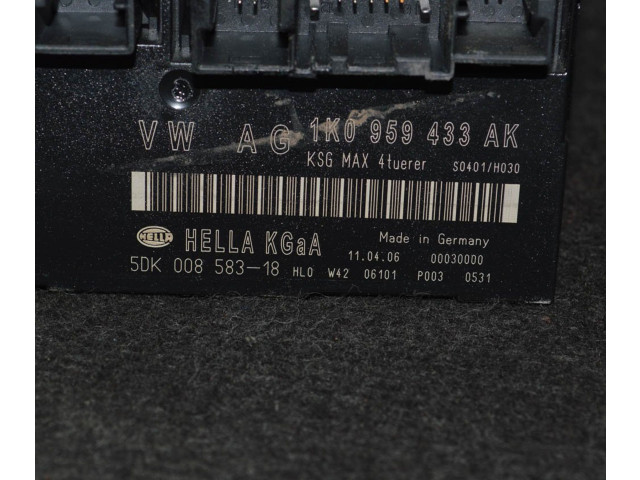 VW AG 1K0 959 433 AK
KSG MAX 4tuerer S0401/H030
HELLA HELLA KGaA Made in Germany
11.04.06 00030000
5DK 008 583-18 HL0 W42 06101 P003 0531